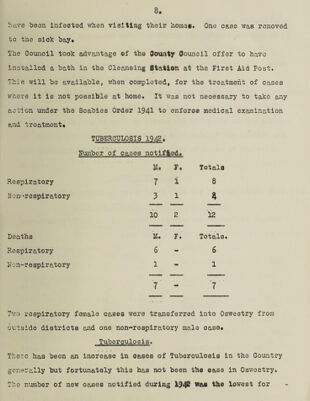 8.
have been infected when visiting their homes. One case was removed
to the sick bay.
The Council took advantage of the County Council offer to have
installed a bath in the Cleansing Station at the First Aid Post.
This will be available, when completed, for the treatment of cases
where it is not possible at home. It was not necessary to take any
action under the Scabies Order 1941 to enforce medical examination
and treatment.
TUBERCULOSIS 1942.
Number of cases notified.
M. F. Totals
Respiratory 7 1 8
Non-respiratory 3 1 4
10 2 12
Deaths M. F. Totals.
Respiratory 6 - 6
Non-respiratory 1 - 1
7 - 7
Two respiratory female cases were transferred into Oswestry from
outside districts and one non-respiratory male case.
Tuberculosis.
There has been an increase in cases of Tuberculosis in the Country
generally but fortunately this has not been the case in Oswestry.
The number of new cases notified during 1942 was the lowest for -